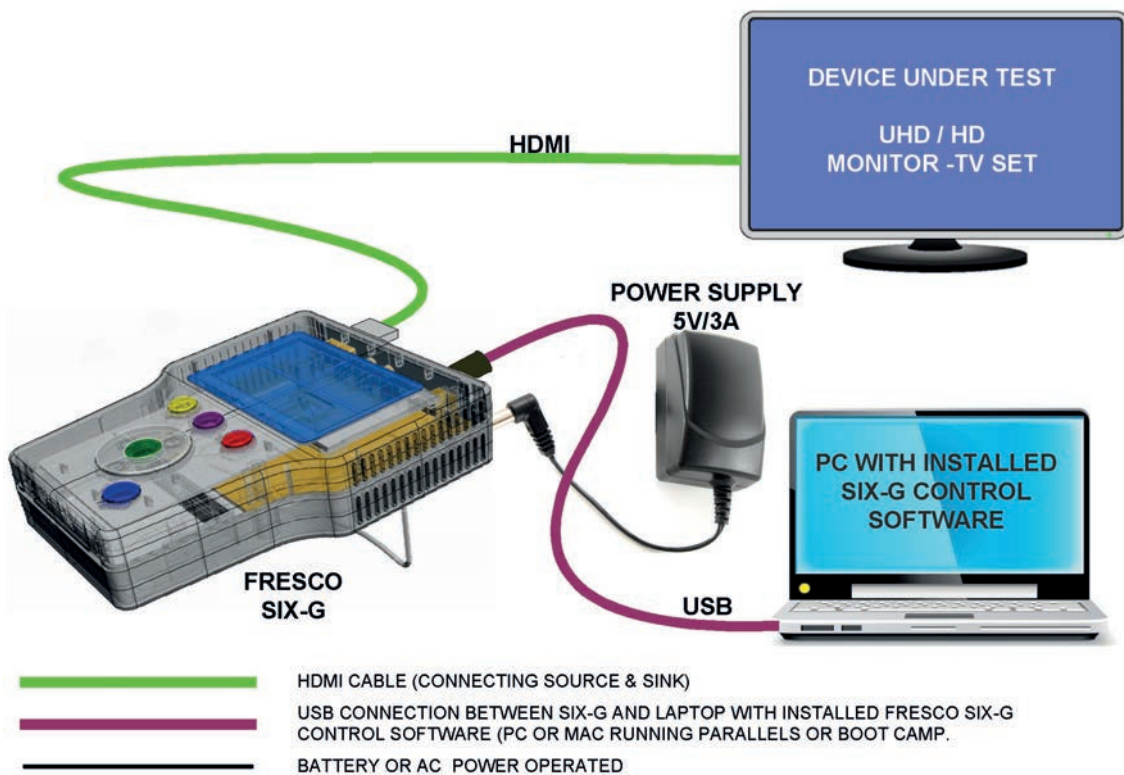 DEVICE UNDER TEST
UHD / HD
MONITOR -TV SET
HDMI
POWER SUPPLY
5V/3A
PC WITH INSTALLED
SIX-G CONTROL
SOFTWARE
FRESCO
SIX-G
USB
HDMI CABLE (CONNECTING SOURCE & SINK)
USB CONNECTION BETWEEN SIX-G AND LAPTOP WITH INSTALLED FRESCO SIX-G
CONTROL SOFTWARE (PC OR MAC RUNNING PARALLELS OR BOOT CAMP.
BATTERY OR AC POWER OPERATED